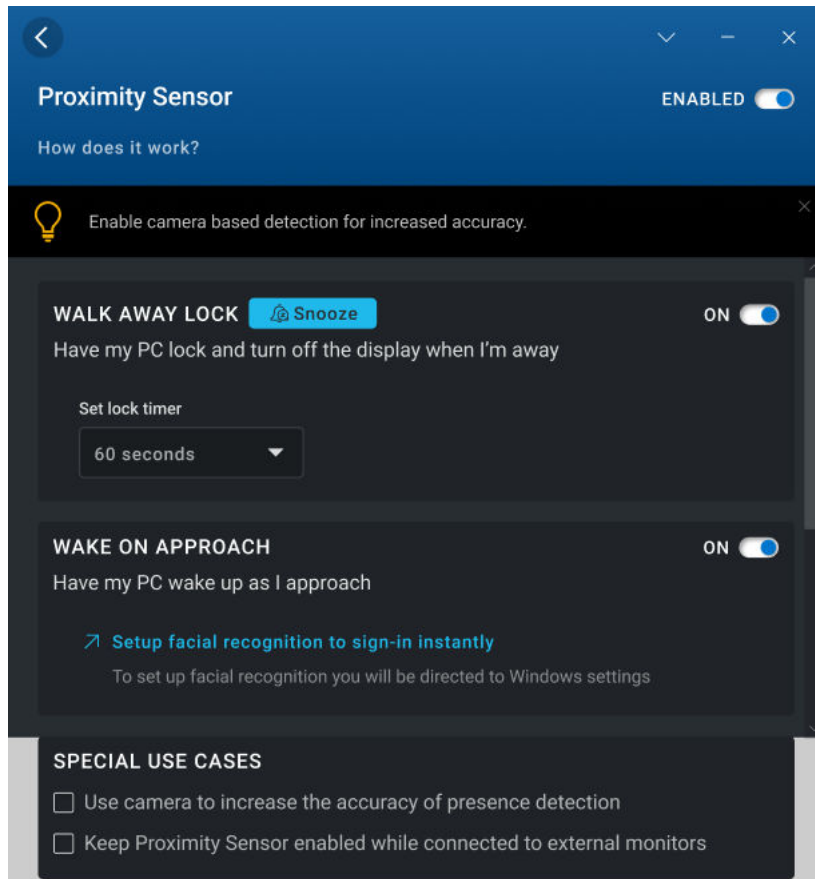 Proximity Sensor
ENABLED
How does it work?
Enable camera based detection for increased accuracy.
WALK AWAY LOCK
Snooze
ON
Have my PC lock and turn off the display when I'm away
Set lock timer
60 seconds
WAKE ON APPROACH
ON
Have my PC wake up as I approach
Setup facial recognition to sign-in instantly
To set up facial recognition you will be directed to Windows settings
SPECIAL USE CASES
Use camera to increase the accuracy of presence detection
Keep Proximity Sensor enabled while connected to external monitors